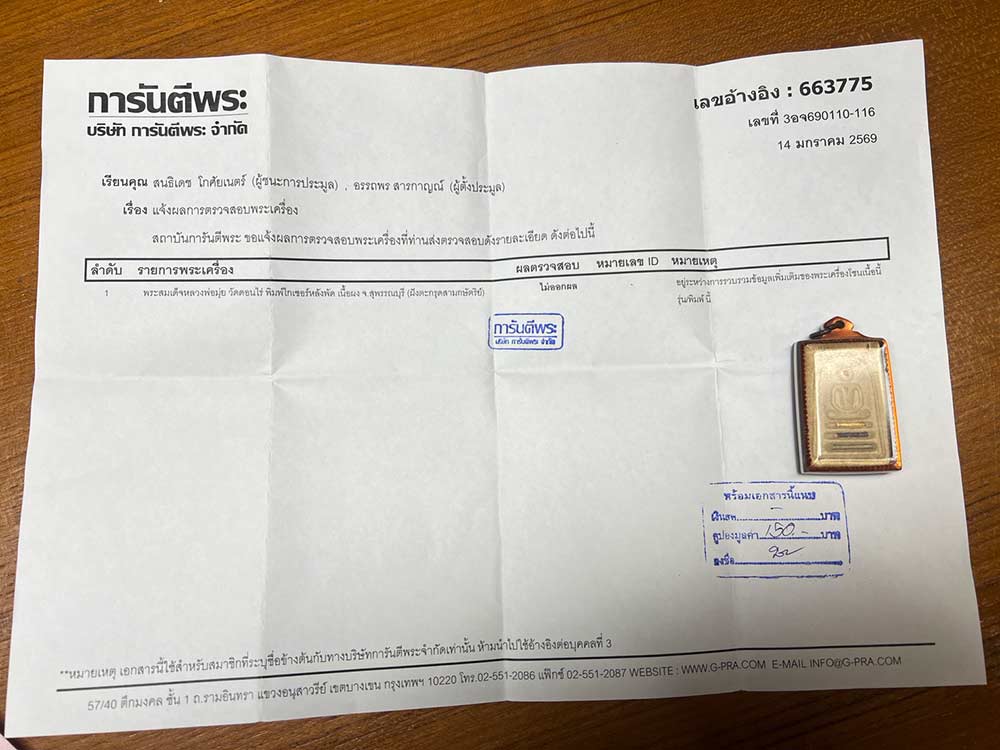 การันตีพระ
บริษัท การันตีพระ จำกัด
เลขอ้างอิง : 663775
เลขที่ 3อจ690110-116
14 มกราคม 2569
เรียนคุณ สนธิเดช โกศัยเนตร์ (ผู้ชนะการประมูล) , อรรถพร สารกาญณ์ (ผู้ตั้งประมูล)
เรื่อง แจ้งผลการตรวจสอบพระเครื่อง
สถาบันการันตีพระ ขอแจ้งผลการตรวจสอบพระเครื่องที่ท่านส่งตรวจสอบดังรายละเอียด ดังต่อไปนี้
ลำดับ รายการพระเครื่อง ผลตรวจสอบ หมายเลข ID หมายเหตุ
1 พระสมเด็จหลวงพ่อมุ่ย วัดดอนไร่ พิมพ์ไกเซอร์หลังพัด เนื้อผง จ.สุพรรณบุรี (ฝังตะกรุดสามกษัตริย์) ไม่ออกผล อยู่ระหว่างการรวบรวมข้อมูลเพิ่มเติมของพระเครื่องโซนเนื้อนี้
รุ่น/พิมพ์ นี้
การันตีพระ
บริษัท การันตีพระ จำกัด
พร้อมเอกสารนี้แนบ
เงินสด - บาท
คูปองมูลค่า 150.- บาท
ลงชื่อ
**หมายเหตุ เอกสารนี้ใช้สำหรับสมาชิกที่ระบุชื่อข้างต้นกับทางบริษัทการันตีพระจำกัดเท่านั้น ห้ามนำไปใช้อ้างอิงต่อบุคคลที่ 3
57/40 ตึกมงคล ชั้น 1 ถ.รามอินทรา แขวงอนุสาวรีย์ เขตบางเขน กรุงเทพฯ 10220 โทร.02-551-2086 แฟ๊กซ์ 02-551-2087 WEBSITE : WWW.G-PRA.COM E-MAIL INFO@G-PRA.COM